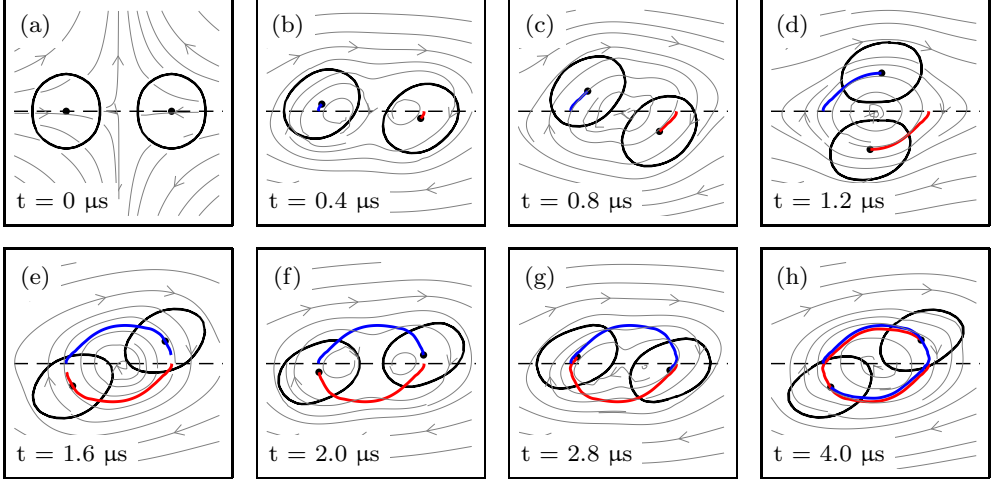 (a)
t = 0 μs
(b)
t = 0.4 μs
(c)
t = 0.8 μs
(d)
t = 1.2 μs
(e)
t = 1.6 μs
(f)
t = 2.0 μs
(g)
t = 2.8 μs
(h)
t = 4.0 μs